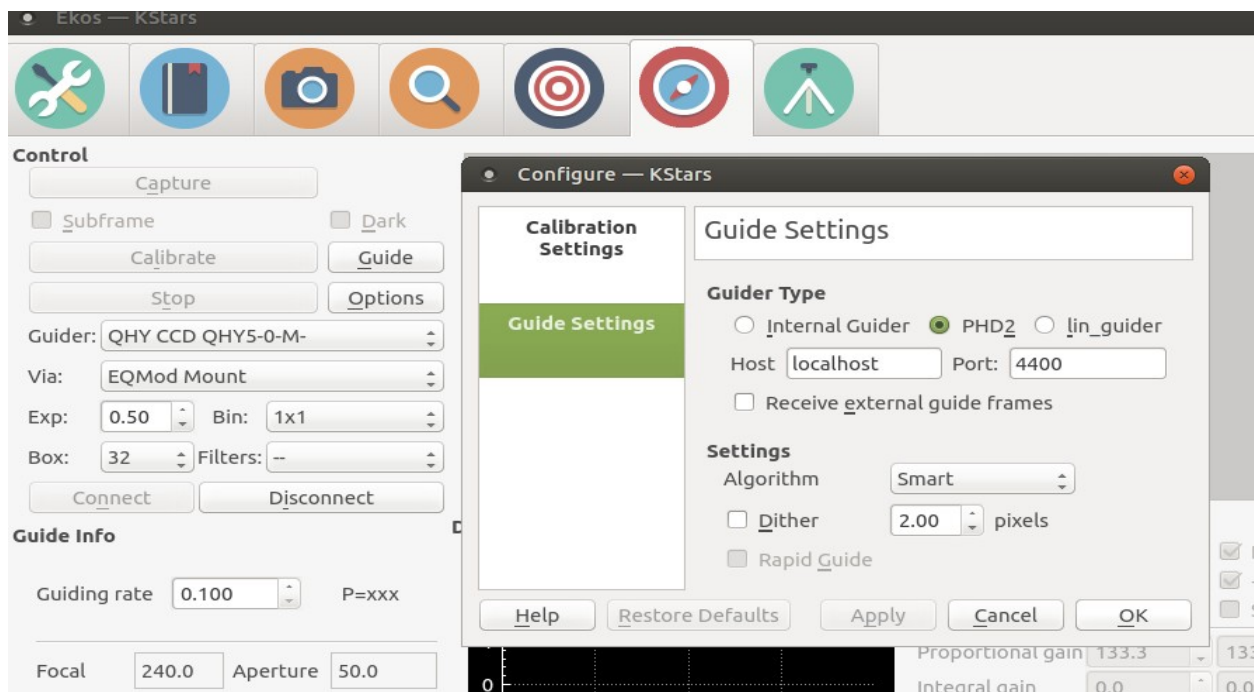 Ekos — KStars
Control
Capture
Subframe Dark
Calibrate Guide
Stop Options
Guider: QHY CCD QHY5-0-M-
Via: EQMod Mount
Exp: 0.50 Bin: 1x1
Box: 32 Filters: --
Connect Disconnect
Guide Info
Guiding rate 0.100 P=xxx
Focal 240.0 Aperture 50.0
Configure — KStars
Calibration
Settings
Guide Settings
Guide Settings
Guider Type
Internal Guider PHD2 lin_guider
Host localhost Port: 4400
Receive external guide frames
Settings
Algorithm Smart
Dither 2.00 pixels
Rapid Guide
Help Restore Defaults Apply Cancel OK
0
Proportional gain 133.3
Integral gain 0.0